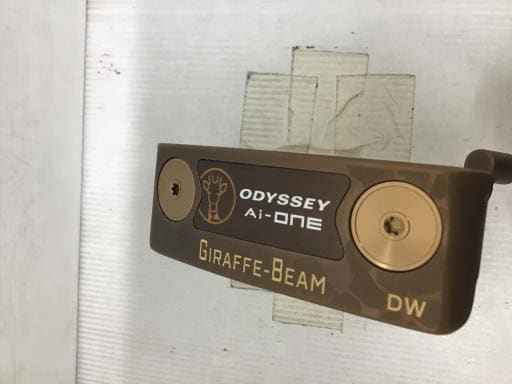 ODYSSEY
Ai-ONE
GIRAFFE-BEAM
DW